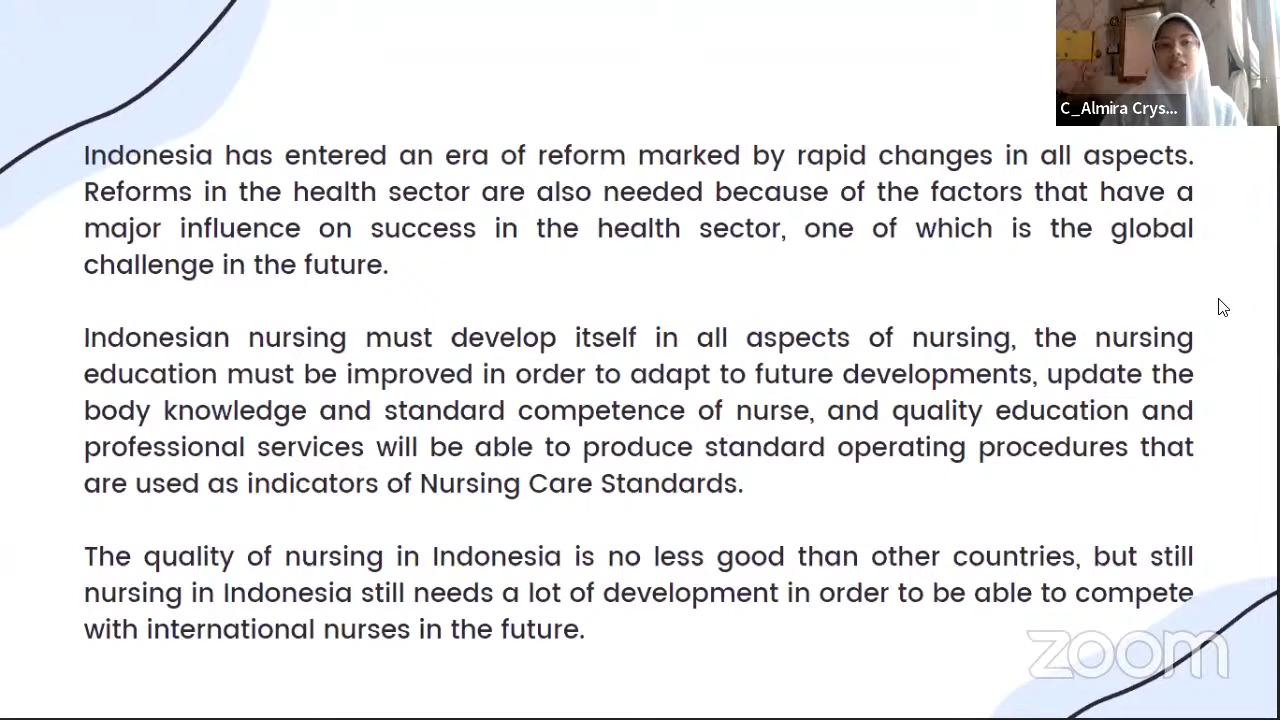 C_Almira Crys...
Indonesia has entered an era of reform marked by rapid changes in all aspects.
Reforms in the health sector are also needed because of the factors that have a
major influence on success in the health sector, one of which is the global
challenge in the future.
Indonesian nursing must develop itself in all aspects of nursing, the nursing
education must be improved in order to adapt to future developments, update the
body knowledge and standard competence of nurse, and quality education and
professional services will be able to produce standard operating procedures that
are used as indicators of Nursing Care Standards.
The quality of nursing in Indonesia is no less good than other countries, but still
nursing in Indonesia still needs a lot of development in order to be able to compete
with international nurses in the future.
zoom